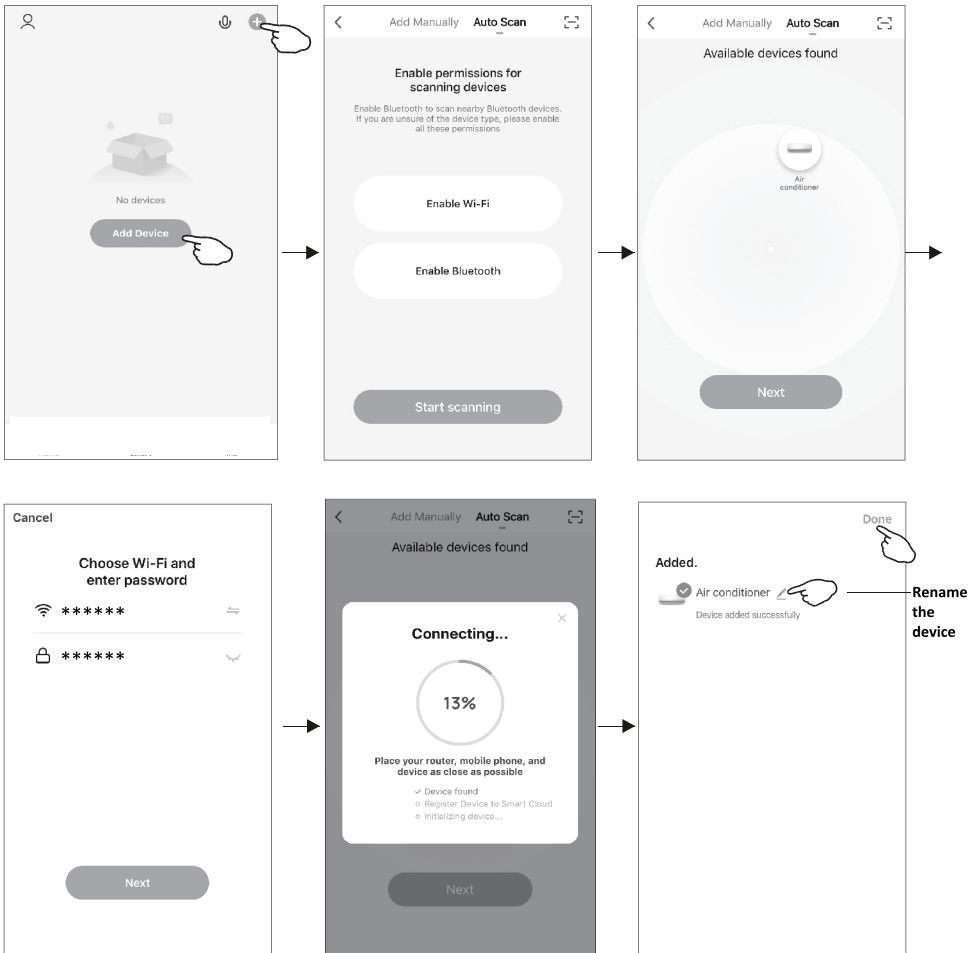 No devices
Add Device
Add Manually Auto Scan
Enable permissions for
scanning devices
Enable Bluetooth to scan nearby Bluetooth devices.
If you are unsure of the device type, please enable
all these permissions
Enable Wi-Fi
Enable Bluetooth
Start scanning
Add Manually Auto Scan
Available devices found
Air
conditioner
Next
Cancel
Choose Wi-Fi and
enter password
******
******
Next
Add Manually Auto Scan
Available devices found
Connecting...
13%
Place your router, mobile phone, and
device as close as possible
Device found
Register Device to Smart Cloud
Initializing device...
Next
Done
Added.
Air conditioner
Device added successfully
Rename
the
device